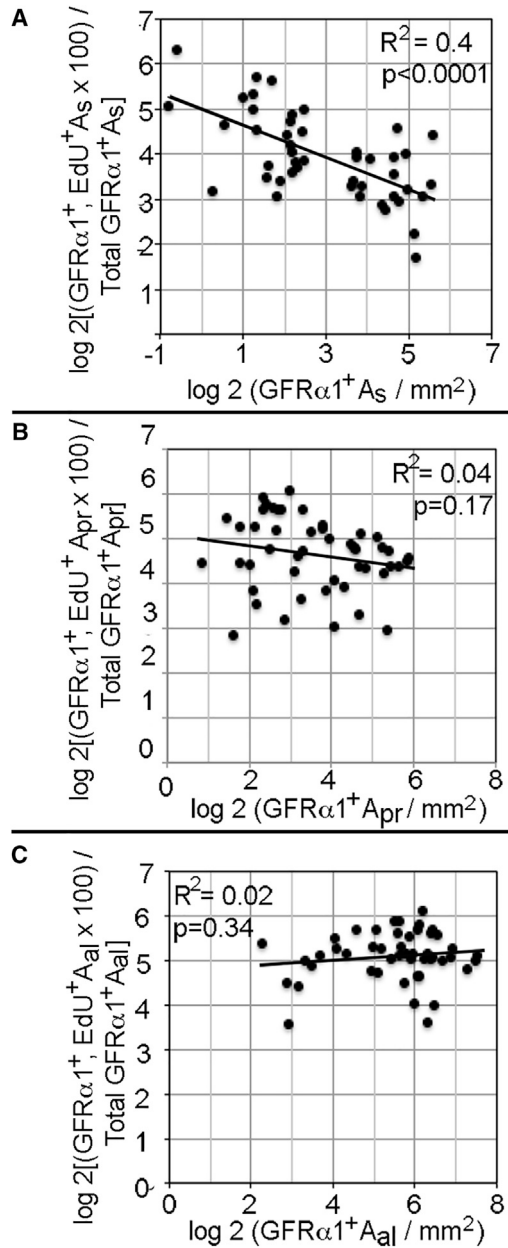 A
log 2[(GFRα1⁺, EdU⁺Aₛ x 100) /
Total GFRα1⁺Aₛ]
R² = 0.4
p<0.0001
7
6
5
4
3
2
1
-1
1
3
5
7
log 2 (GFRα1⁺Aₛ / mm²)
B
log 2[(GFRα1⁺, EdU⁺ Apr x 100) /
Total GFRα1⁺Apr]
R² = 0.04
p=0.17
7
6
5
4
3
2
1
0
0
2
4
6
8
log 2 (GFRα1⁺Apr / mm²)
C
log 2[(GFRα1⁺, EdU⁺Aal x 100) /
Total GFRα1⁺Aal]
R² = 0.02
p=0.34
7
6
5
4
3
2
1
0
0
2
4
6
8
log 2 (GFRα1⁺Aal / mm²)